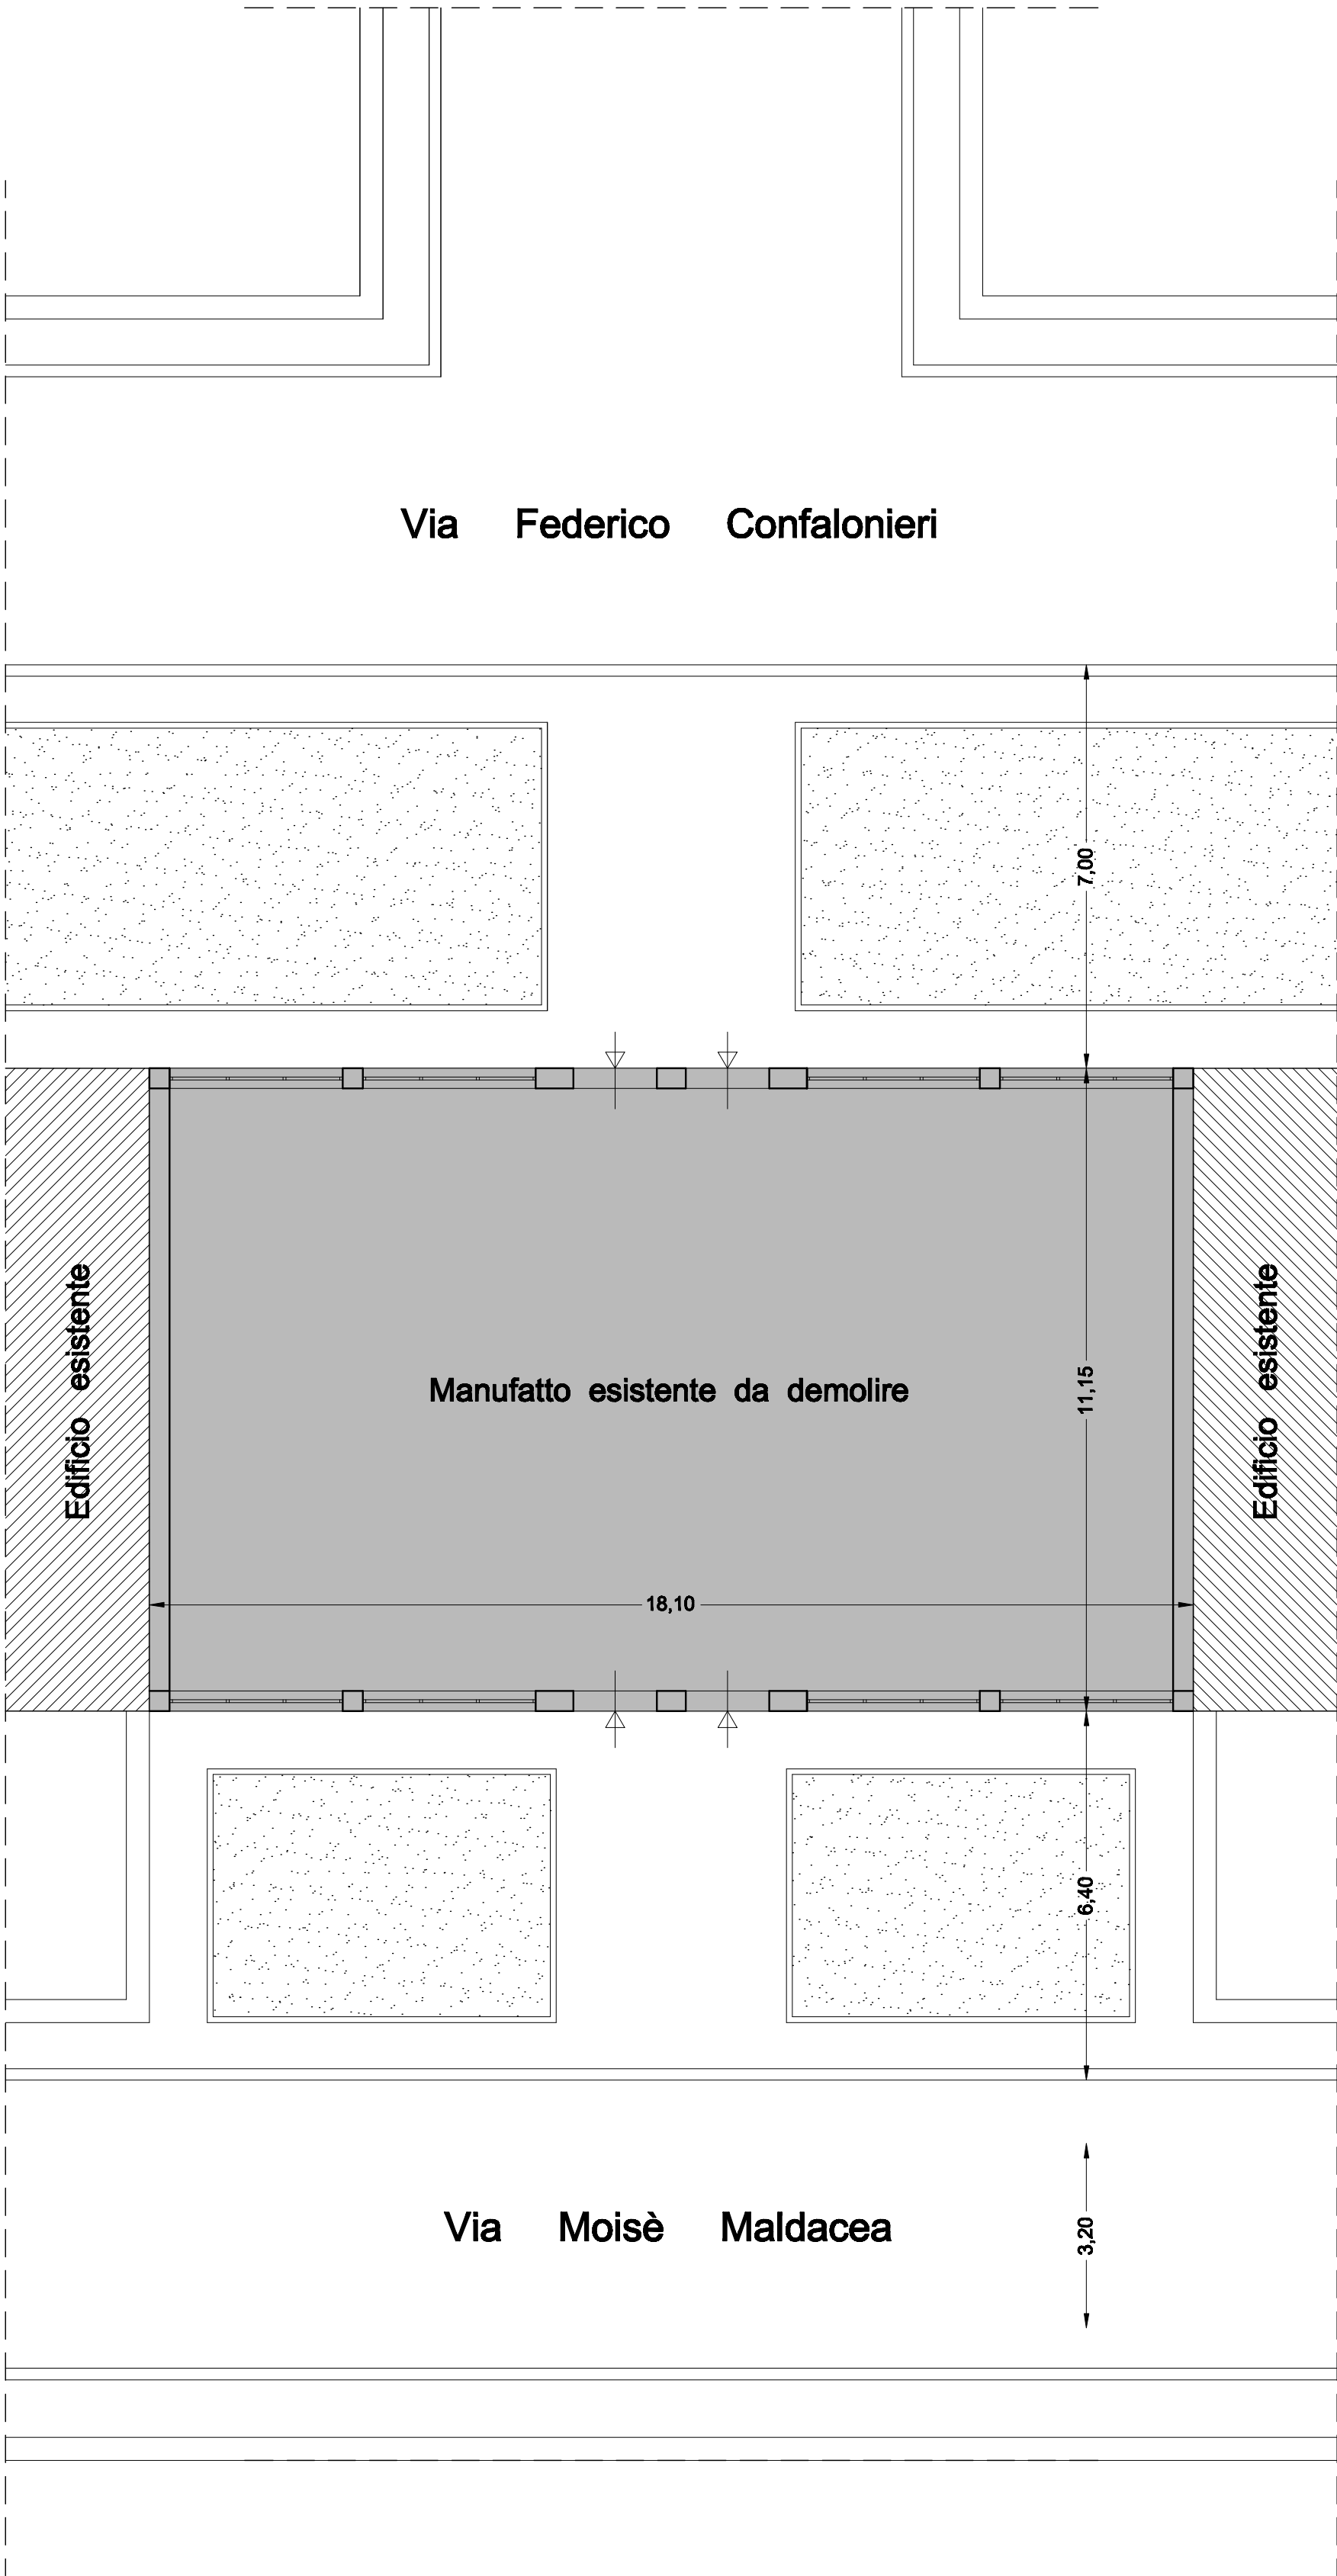 Via Federico Confalonieri
7,00
Edificio esistente
Manufatto esistente da demolire
11,15
Edificio esistente
18,10
6,40
Via Moisè Maldacea
3,20